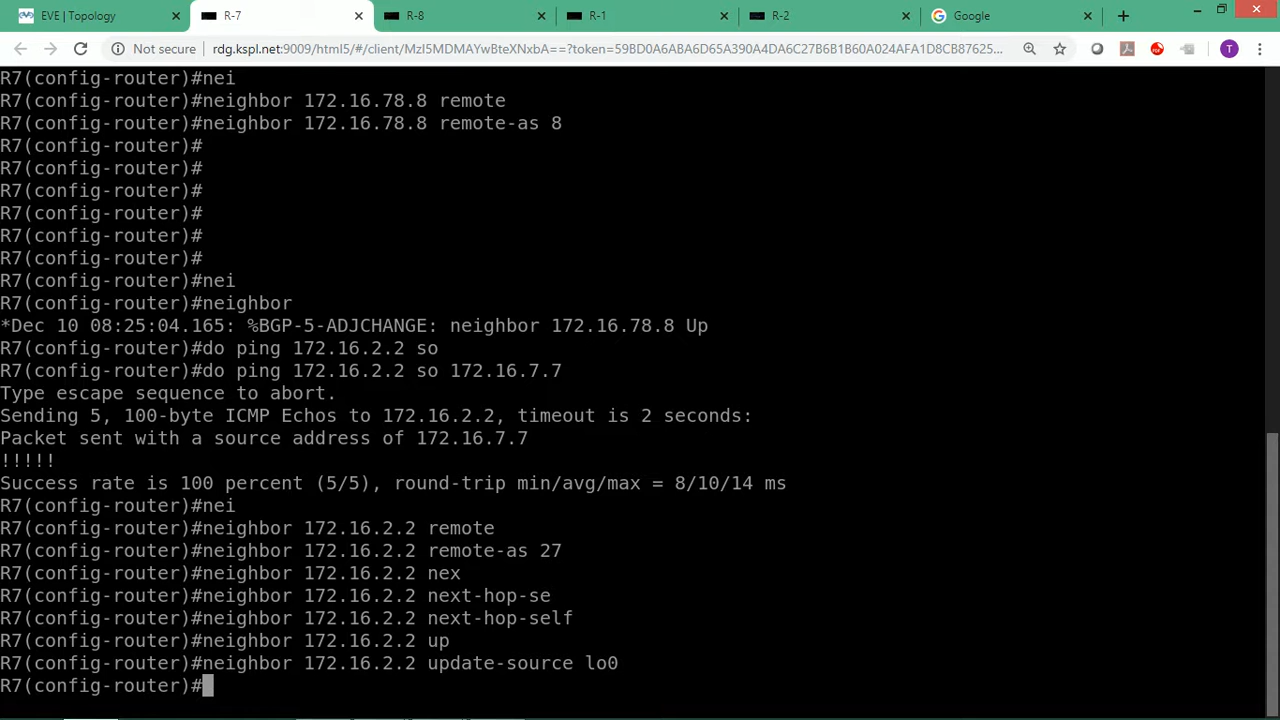 EVE | Topology
R-7
R-8
R-1
R-2
Google
Not secure
rdg.kspl.net:9009/html5/#/client/MzI5MDMAYwBteXNxbA==?token=59BD0A6ABA6D65A390A4DA6C27B6B1B60A024AFA1D8CB87625...
T
R7(config-router)#nei
R7(config-router)#neighbor 172.16.78.8 remote
R7(config-router)#neighbor 172.16.78.8 remote-as 8
R7(config-router)#
R7(config-router)#
R7(config-router)#
R7(config-router)#
R7(config-router)#
R7(config-router)#
R7(config-router)#nei
R7(config-router)#neighbor
*Dec 10 08:25:04.165: %BGP-5-ADJCHANGE: neighbor 172.16.78.8 Up
R7(config-router)#do ping 172.16.2.2 so
R7(config-router)#do ping 172.16.2.2 so 172.16.7.7
Type escape sequence to abort.
Sending 5, 100-byte ICMP Echos to 172.16.2.2, timeout is 2 seconds:
Packet sent with a source address of 172.16.7.7
!!!!!
Success rate is 100 percent (5/5), round-trip min/avg/max = 8/10/14 ms
R7(config-router)#nei
R7(config-router)#neighbor 172.16.2.2 remote
R7(config-router)#neighbor 172.16.2.2 remote-as 27
R7(config-router)#neighbor 172.16.2.2 nex
R7(config-router)#neighbor 172.16.2.2 next-hop-se
R7(config-router)#neighbor 172.16.2.2 next-hop-self
R7(config-router)#neighbor 172.16.2.2 up
R7(config-router)#neighbor 172.16.2.2 update-source lo0
R7(config-router)#